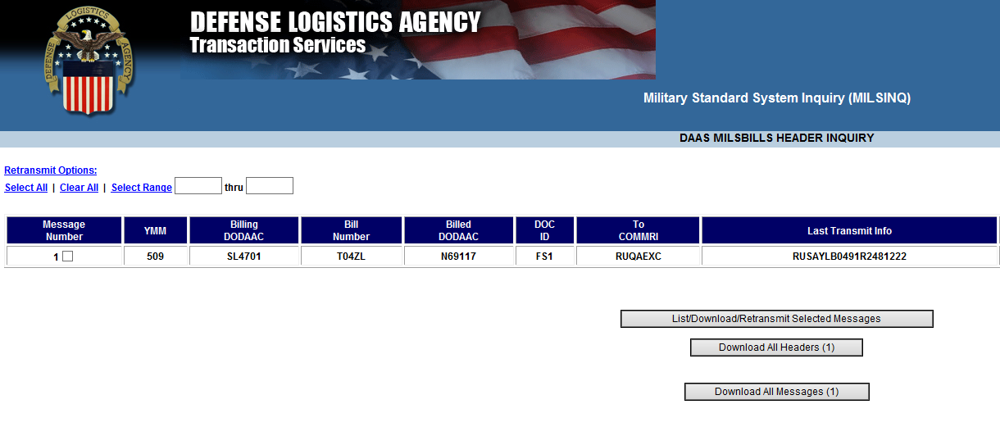 LOGISTICS
DEFENSE
AGENCY
DEFENSE LOGISTICS AGENCY
Transaction Services
Military Standard System Inquiry (MILSINQ)
DAAS MILSBILLS HEADER INQUIRY
Retransmit Options:
Select All | Clear All | Select Range thru
Message Number YMM Billing DODAAC Bill Number Billed DODAAC DOC ID To COMMRI Last Transmit Info
1 509 SL4701 T04ZL N69117 FS1 RUQAEXC RUSAYLB0491R2481222
List/Download/Retransmit Selected Messages
Download All Headers (1)
Download All Messages (1)